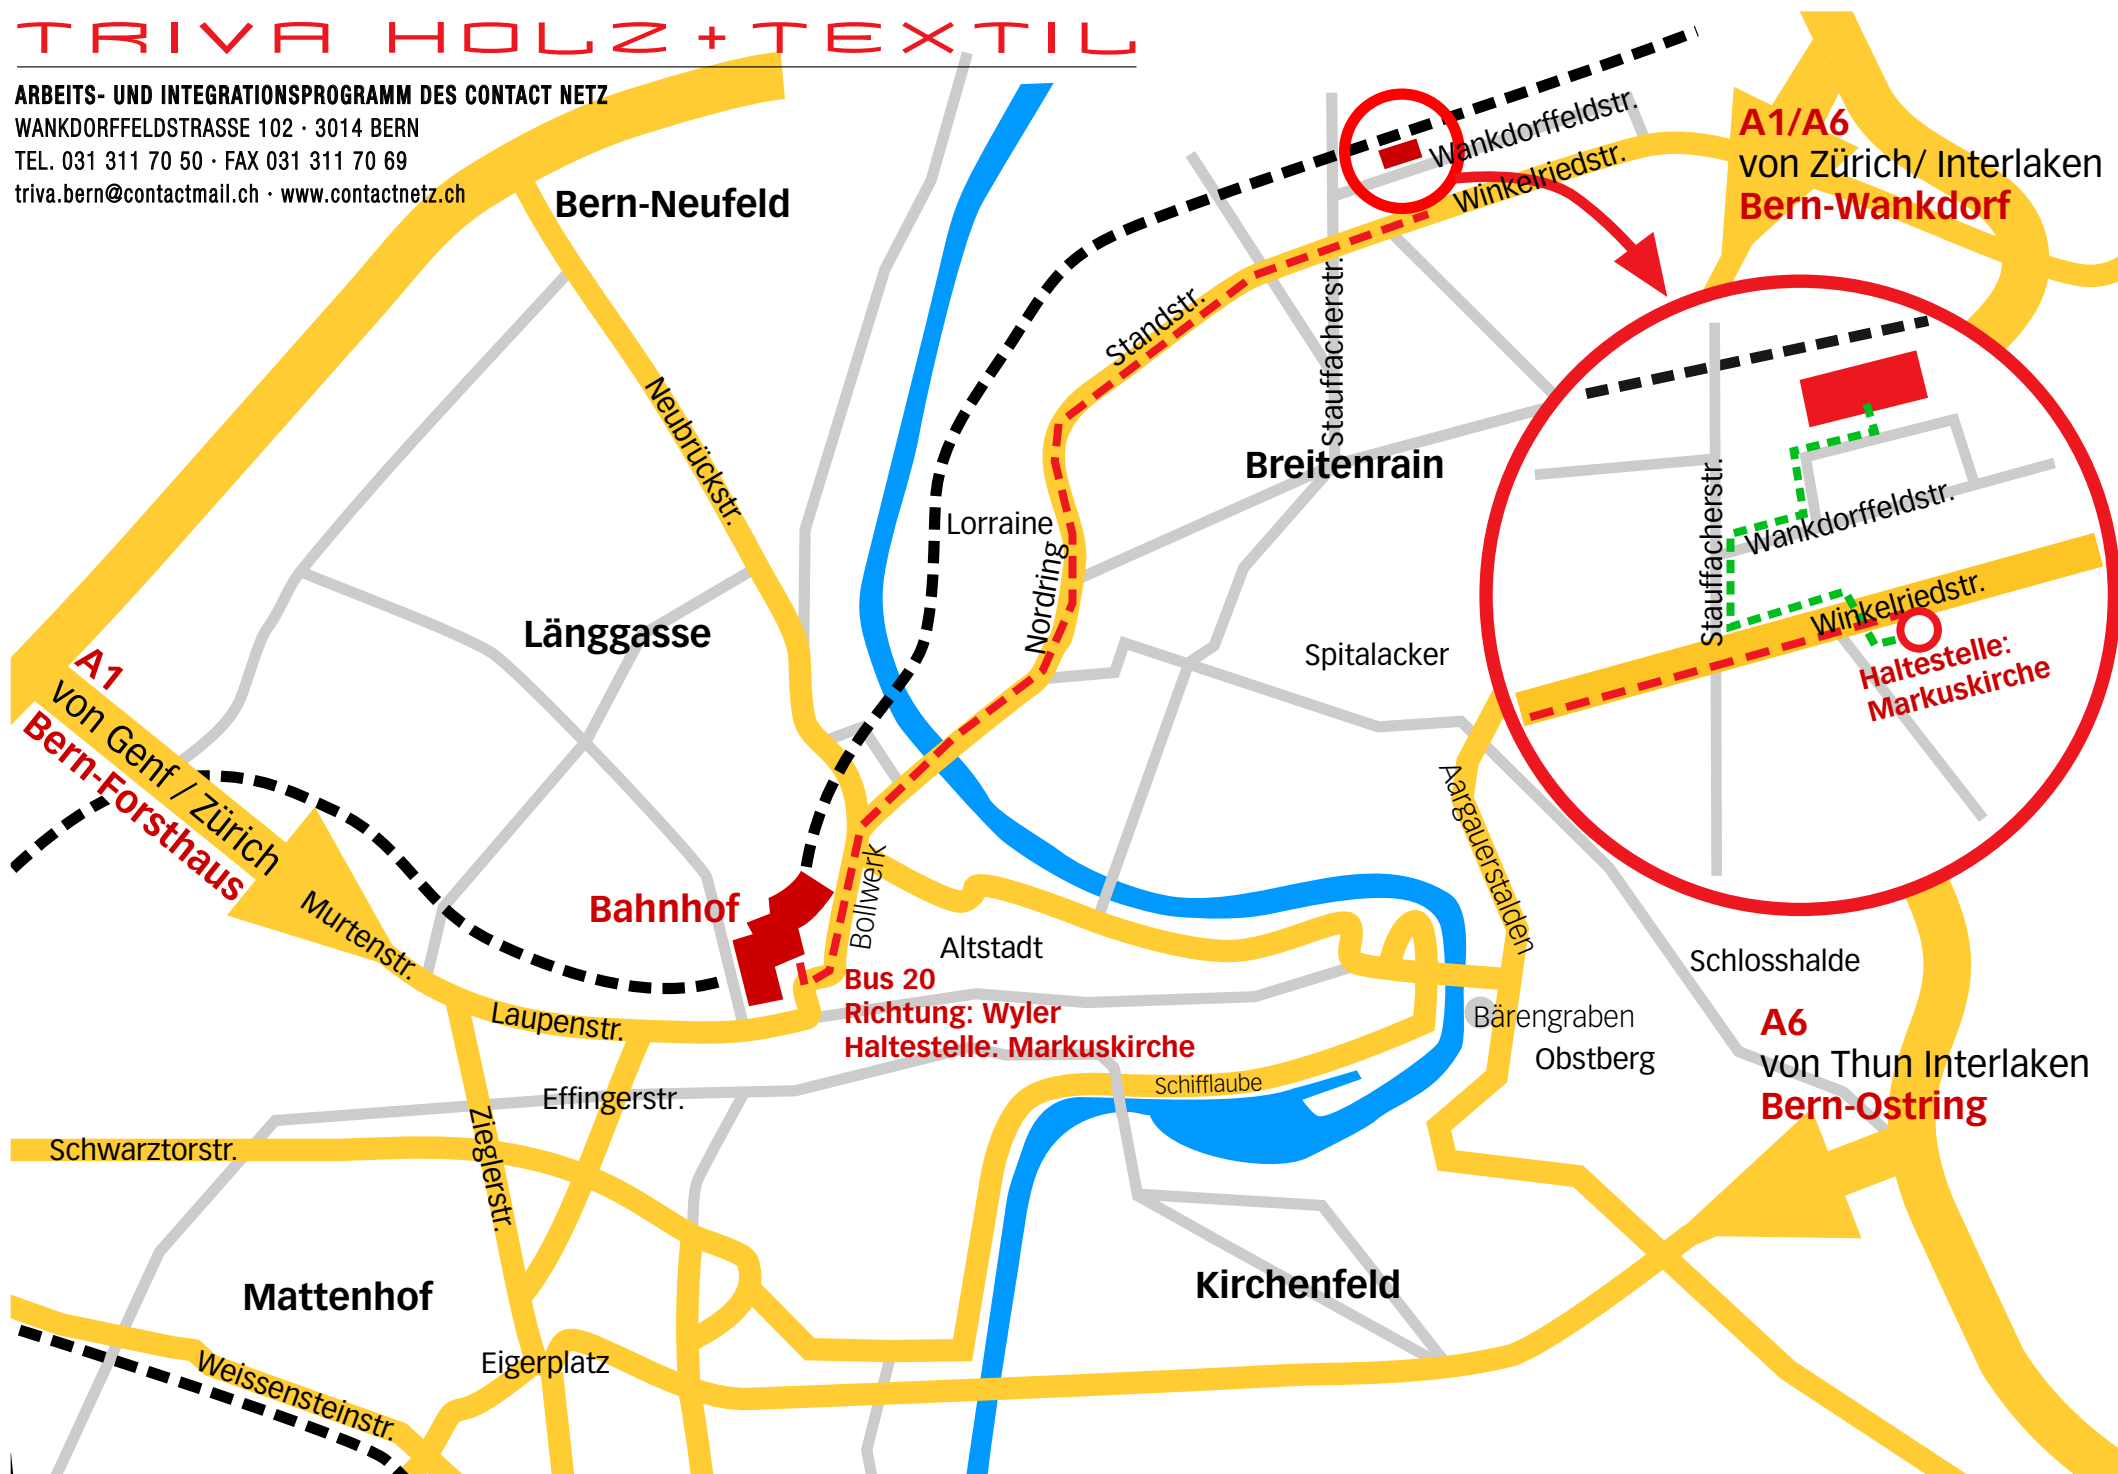 TRIVA HOLZ+TEXTIL
ARBEITS- UND INTEGRATIONSPROGRAMM DES CONTACT NETZ
WANKDORFFELDSTRASSE 102 · 3014 BERN
TEL. 031 311 70 50 · FAX 031 311 70 69
triva.bern@contactmail.ch · www.contactnetz.ch
Bern-Neufeld
Wankdorffeldstr.
Winkelriedstr.
A1/A6
von Zürich/ Interlaken
Bern-Wankdorf
Standstr.
Stauffacherstr.
Neubrückstr.
Breitenrain
Lorraine
Nordring
Stauffacherstr.
Wankdorffeldstr.
Winkelriedstr.
Haltestelle:
Markuskirche
Länggasse
Spitalacker
A1
von Genf / Zürich
Bern-Forsthaus
Murtenstr.
Aargauerstalden
Bahnhof
Bollwerk
Altstadt
Schlosshalde
Bus 20
Richtung: Wyler
Haltestelle: Markuskirche
Laupenstr.
Bärengraben
Obstberg
A6
von Thun Interlaken
Bern-Ostring
Schifflaube
Effingerstr.
Zieglerstr.
Schwarztorstr.
Mattenhof
Kirchenfeld
Eigerplatz
Weissensteinstr.